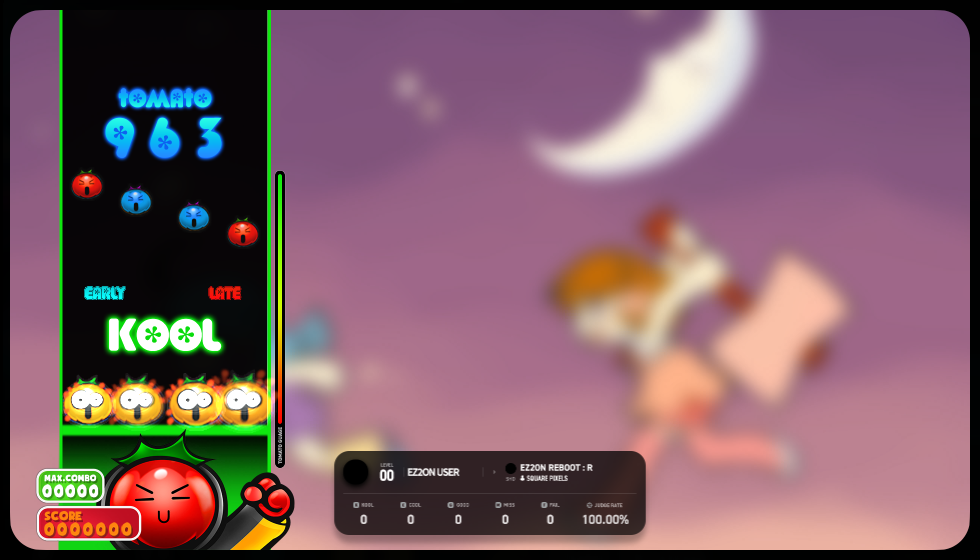 TOMATO
963
EARLY
LATE
KOOL
TOMATO GUAGE
MAX.COMBO
00000
SCORE
0000000
LEVEL
00
EZ2ON USER
EZ2ON REBOOT : R
SQUARE PIXELS
KOOL
COOL
GOOD
MISS
FAIL
JUDGE RATE
0
0
0
0
0
100.00%